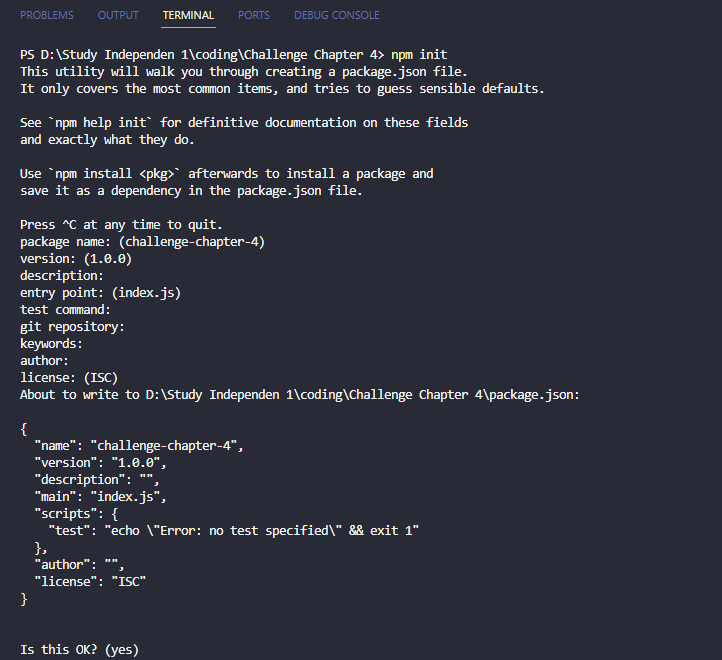 PROBLEMS OUTPUT TERMINAL PORTS DEBUG CONSOLE
PS D:\Study Independen 1\coding\Challenge Chapter 4> npm init
This utility will walk you through creating a package.json file.
It only covers the most common items, and tries to guess sensible defaults.
See `npm help init` for definitive documentation on these fields
and exactly what they do.
Use `npm install <pkg>` afterwards to install a package and
save it as a dependency in the package.json file.
Press ^C at any time to quit.
package name: (challenge-chapter-4)
version: (1.0.0)
description:
entry point: (index.js)
test command:
git repository:
keywords:
author:
license: (ISC)
About to write to D:\Study Independen 1\coding\Challenge Chapter 4\package.json:
{
  "name": "challenge-chapter-4",
  "version": "1.0.0",
  "description": "",
  "main": "index.js",
  "scripts": {
    "test": "echo \"Error: no test specified\" && exit 1"
  },
  "author": "",
  "license": "ISC"
}
Is this OK? (yes)